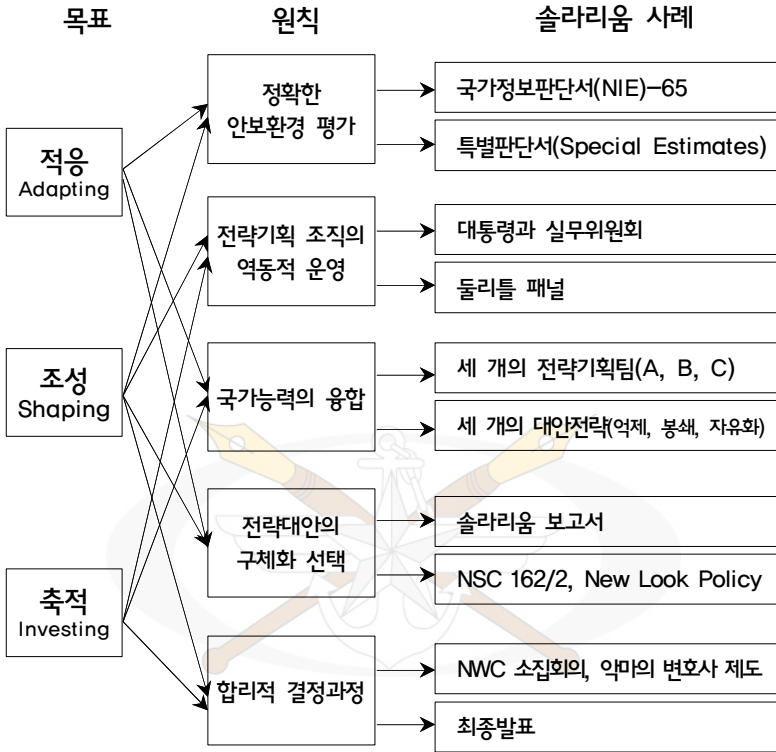 목표 원칙 솔라리움 사례
적응
Adapting
조성
Shaping
축적
Investing
정확한
안보환경 평가
전략기획 조직의
역동적 운영
국가능력의 융합
전략대안의
구체화 선택
합리적 결정과정
국가정보판단서(NIE)-65
특별판단서(Special Estimates)
대통령과 실무위원회
둘리틀 패널
세 개의 전략기획팀(A, B, C)
세 개의 대안전략(억제, 봉쇄, 자유화)
솔라리움 보고서
NSC 162/2, New Look Policy
NWC 소집회의, 악마의 변호사 제도
최종발표